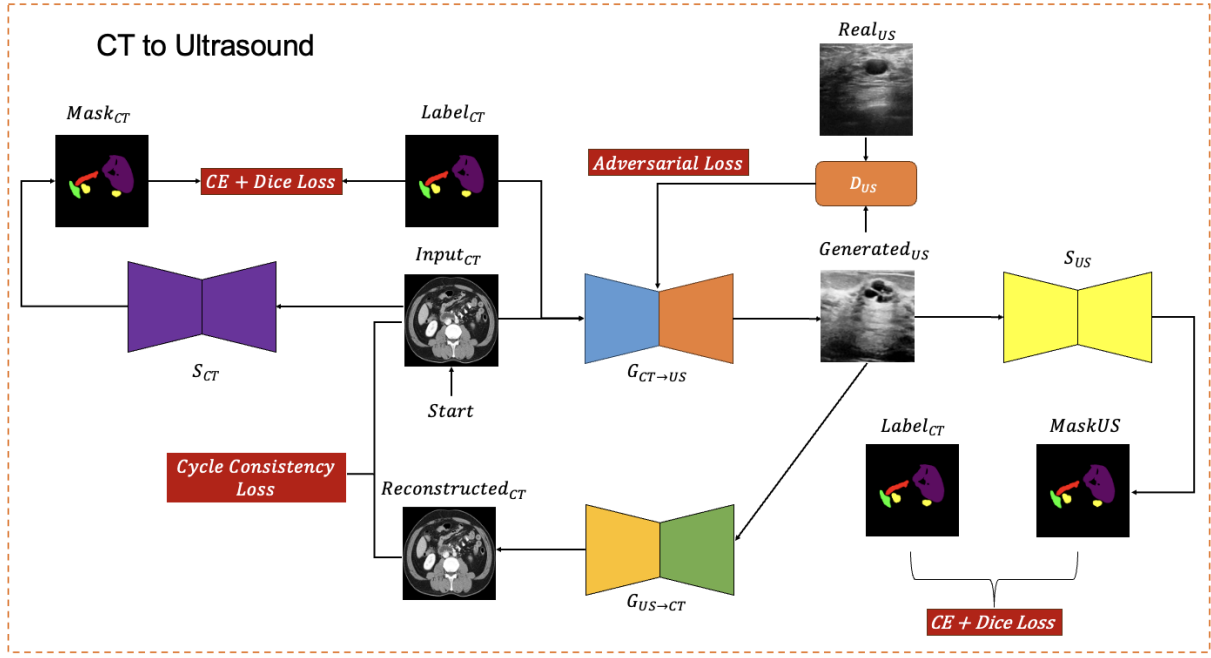 CT to Ultrasound
Real_US
Mask_CT
Label_CT
Adversarial Loss
CE + Dice Loss
D_US
Input_CT
Generated_US
S_US
S_CT
G_CT→US
Start
Label_CT
MaskUS
Cycle Consistency
Loss
Reconstructed_CT
G_US→CT
CE + Dice Loss